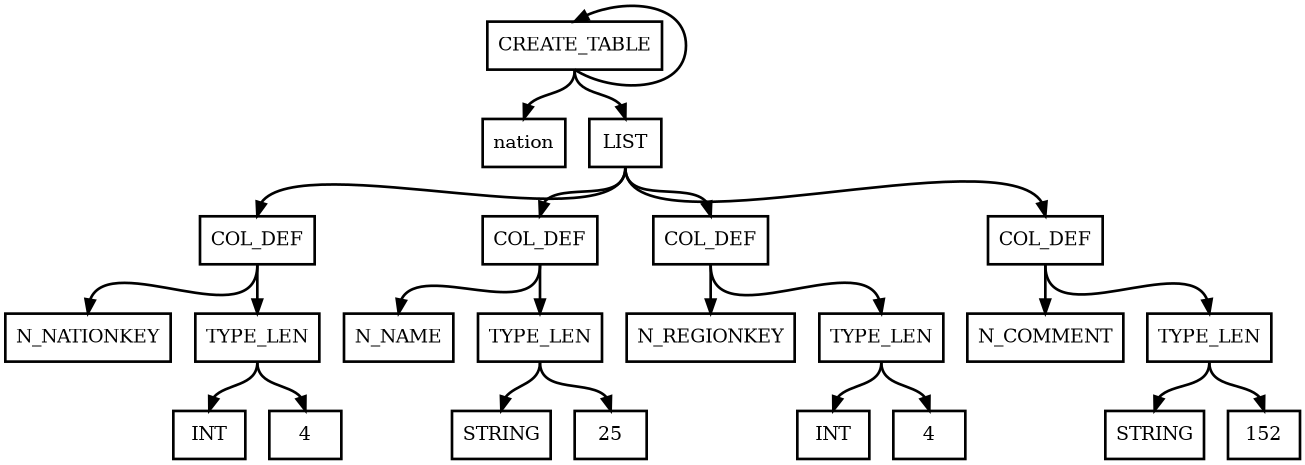 CREATE_TABLE
nation
LIST
COL_DEF
COL_DEF
COL_DEF
COL_DEF
N_NATIONKEY
TYPE_LEN
N_NAME
TYPE_LEN
N_REGIONKEY
TYPE_LEN
N_COMMENT
TYPE_LEN
INT
4
STRING
25
INT
4
STRING
152